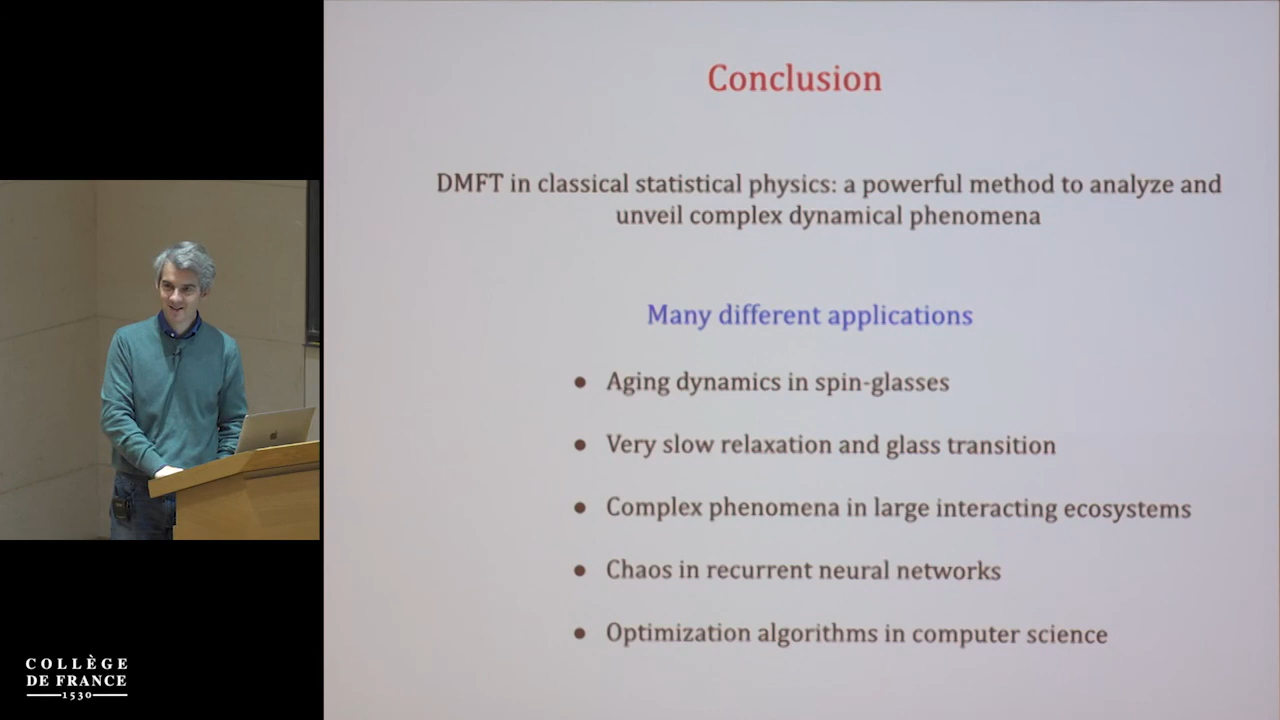 Conclusion
DMFT in classical statistical physics: a powerful method to analyze and
unveil complex dynamical phenomena
Many different applications
● Aging dynamics in spin-glasses
● Very slow relaxation and glass transition
● Complex phenomena in large interacting ecosystems
● Chaos in recurrent neural networks
● Optimization algorithms in computer science
COLLÈGE
DE FRANCE
1530